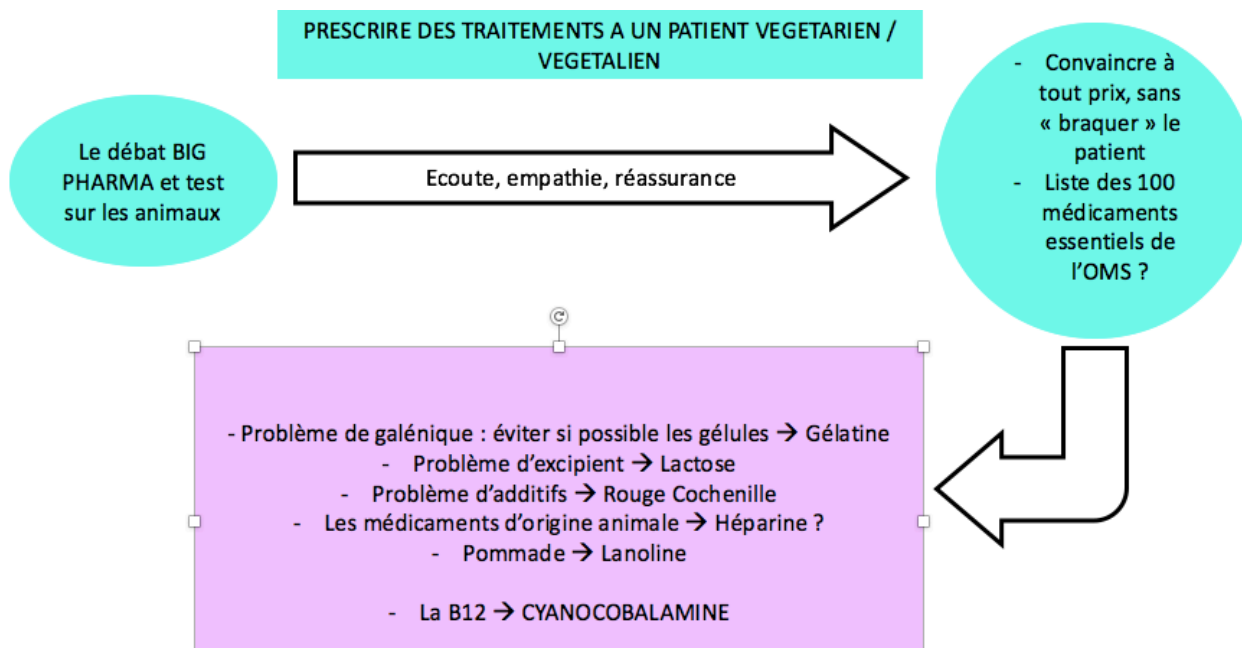 PRESCRIRE DES TRAITEMENTS A UN PATIENT VEGETARIEN /
VEGETALIEN
Le débat BIG
PHARMA et test
sur les animaux
Ecoute, empathie, réassurance
- Convaincre à
tout prix, sans
« braquer » le
patient
- Liste des 100
médicaments
essentiels de
l’OMS ?
- Problème de galénique : éviter si possible les gélules → Gélatine
- Problème d’excipient → Lactose
- Problème d’additifs → Rouge Cochenille
- Les médicaments d’origine animale → Héparine ?
- Pommade → Lanoline
- La B12 → CYANOCOBALAMINE